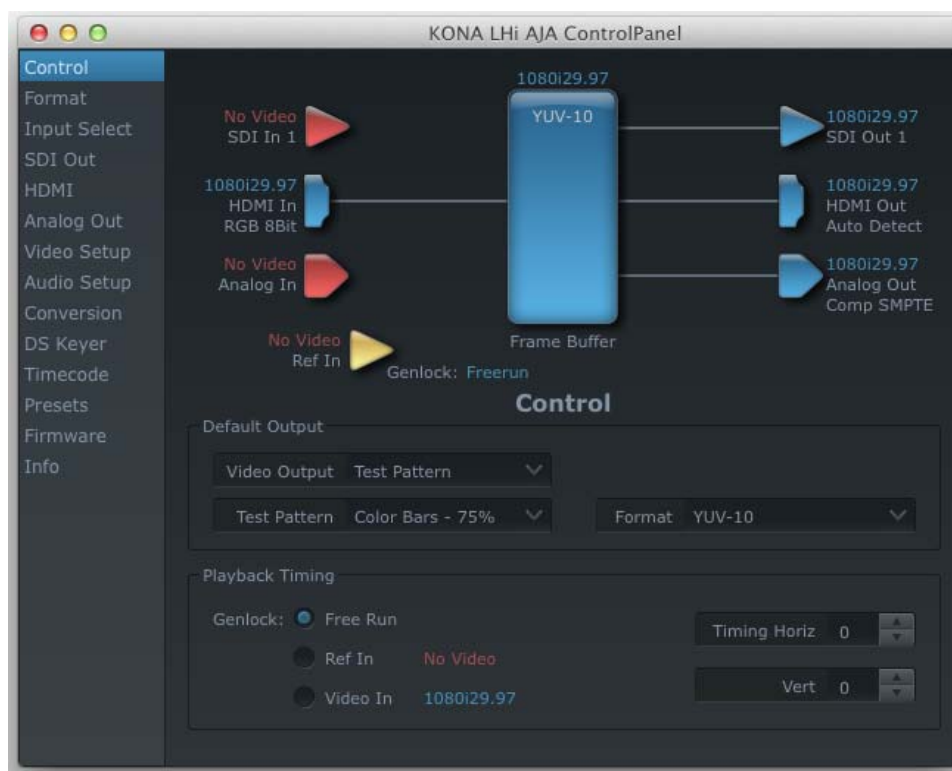 KONA LHi AJA ControlPanel
Control
Format
Input Select
SDI Out
HDMI
Analog Out
Video Setup
Audio Setup
Conversion
DS Keyer
Timecode
Presets
Firmware
Info
1080i29.97
YUV-10
Frame Buffer
No Video
SDI In 1
1080i29.97
HDMI In
RGB 8Bit
No Video
Analog In
No Video
Ref In
Genlock: Freerun
1080i29.97
SDI Out 1
1080i29.97
HDMI Out
Auto Detect
1080i29.97
Analog Out
Comp SMPTE
Control
Default Output
Video Output Test Pattern
Test Pattern Color Bars - 75%
Format YUV-10
Playback Timing
Genlock: Free Run
Ref In No Video
Video In 1080i29.97
Timing Horiz 0
Vert 0